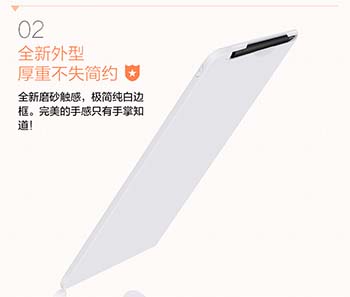 02
全新外型
厚重不失简约
全新磨砂触感，极简纯白边
框。完美的手感只有手掌知
道！